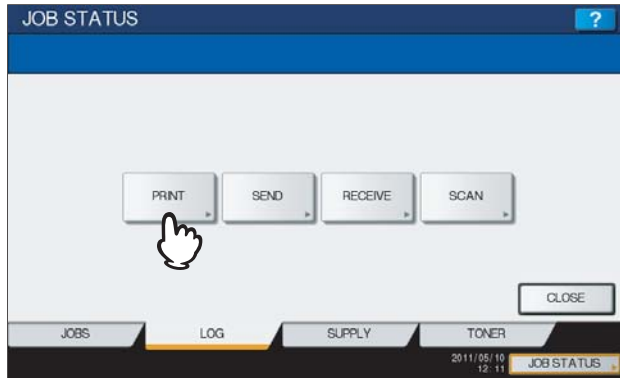 JOB STATUS ?
PRINT SEND RECEIVE SCAN
CLOSE
JOBS LOG SUPPLY TONER
2011/05/10
12:11 JOB STATUS